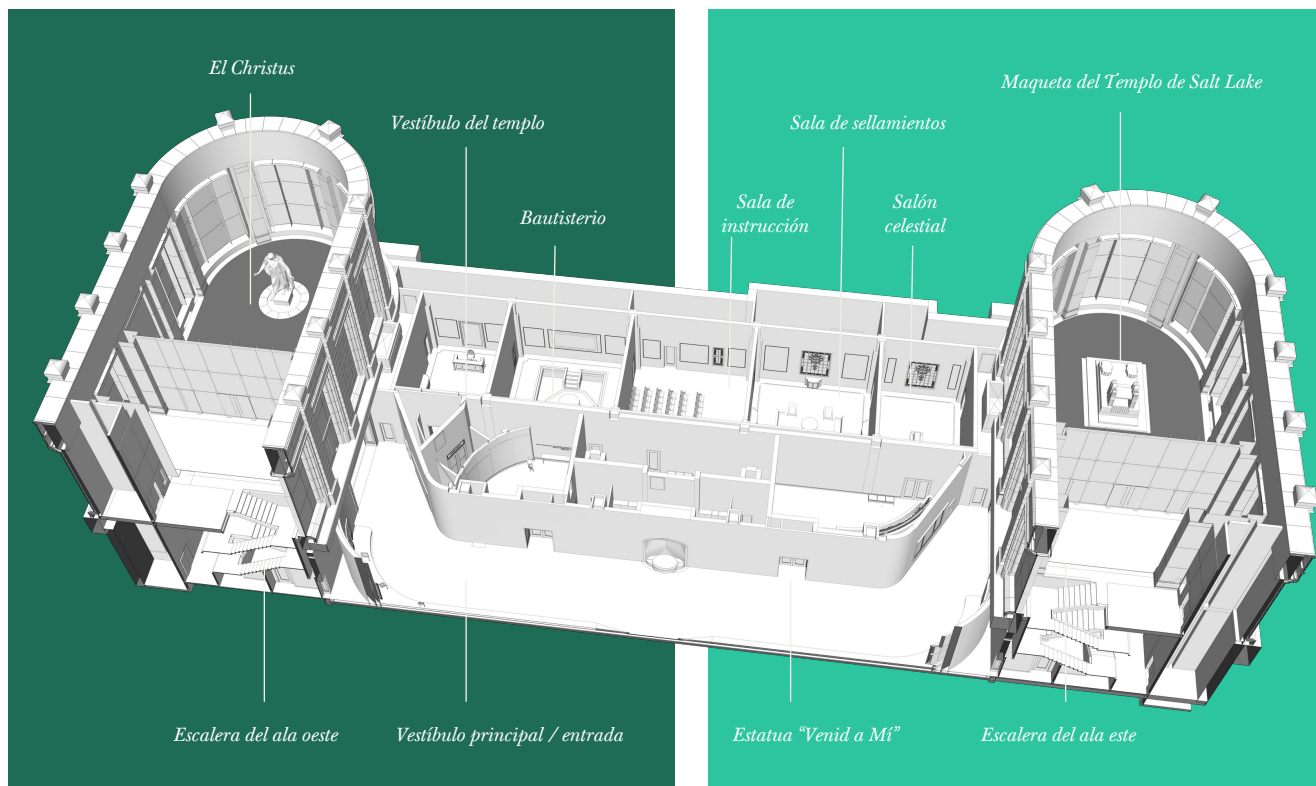 El Christus
Maqueta del Templo de Salt Lake
Vestíbulo del templo
Sala de sellamientos
Sala de
instrucción
Salón
celestial
Bautisterio
Escalera del ala oeste
Vestíbulo principal / entrada
Estatua “Venid a Mí”
Escalera del ala este